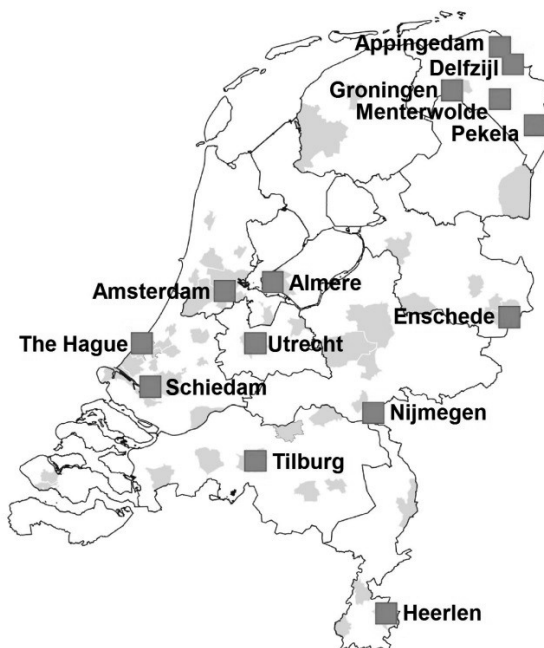 Appingedam
Delfzijl
Groningen
Menterwolde
Pekela
Almere
Amsterdam
Enschede
The Hague
Utrecht
Schiedam
Nijmegen
Tilburg
Heerlen